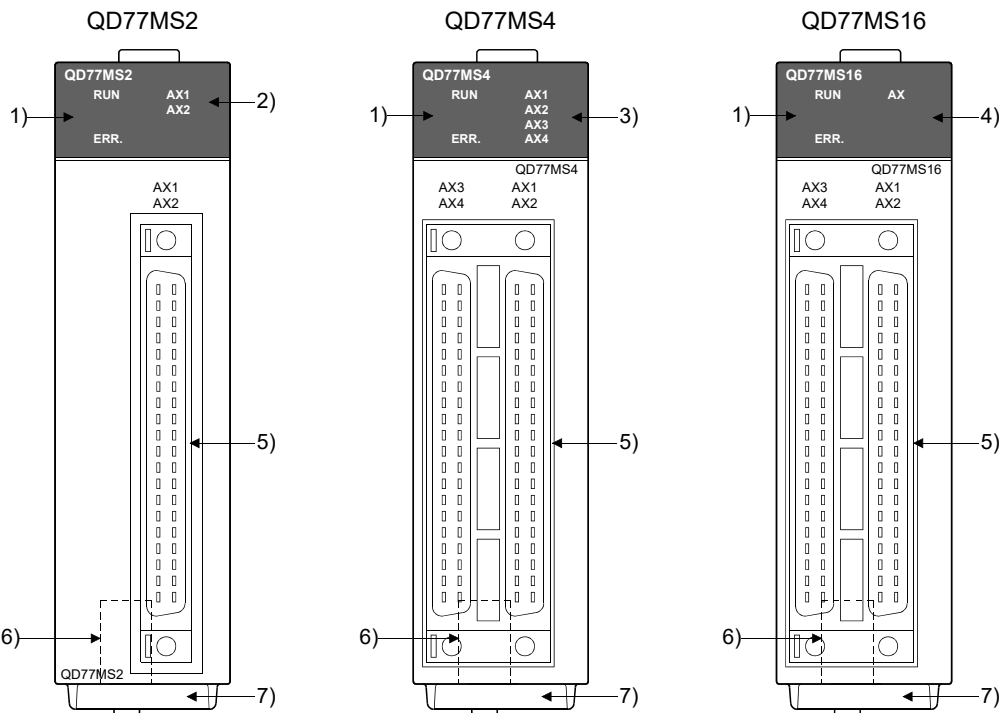 QD77MS2
QD77MS2
RUN
AX1
AX2
ERR.
1)
2)
AX1
AX2
5)
6)
QD77MS2
7)
QD77MS4
QD77MS4
RUN
AX1
AX2
AX3
ERR.
AX4
1)
3)
QD77MS4
AX3
AX1
AX4
AX2
5)
6)
7)
QD77MS16
QD77MS16
RUN
AX
ERR.
1)
4)
QD77MS16
AX3
AX1
AX4
AX2
5)
6)
7)